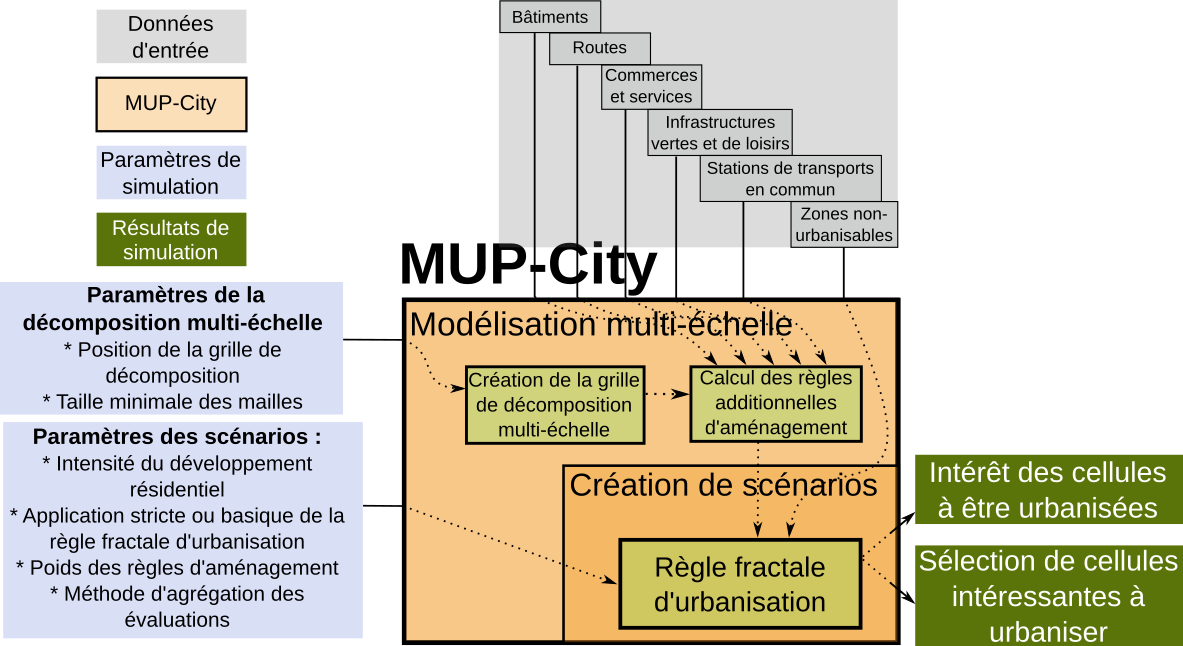 Données
d'entrée
MUP-City
Paramètres de
simulation
Résultats de
simulation
Bâtiments
Routes
Commerces
et services
Infrastructures
vertes et de loisirs
Stations de transports
en commun
Zones non-
urbanisables
MUP-City
Paramètres de la
décomposition multi-échelle
* Position de la grille de
décomposition
* Taille minimale des mailles
Paramètres des scénarios :
* Intensité du développement
résidentiel
* Application stricte ou basique de la
règle fractale d'urbanisation
* Poids des règles d'aménagement
* Méthode d'agrégation des
évaluations
Modélisation multi-échelle
Création de la grille
de décomposition
multi-échelle
Calcul des règles
additionnelles
d'aménagement
Création de scénarios
Règle fractale
d'urbanisation
Intérêt des cellules
à être urbanisées
Sélection de cellules
intéressantes à
urbaniser